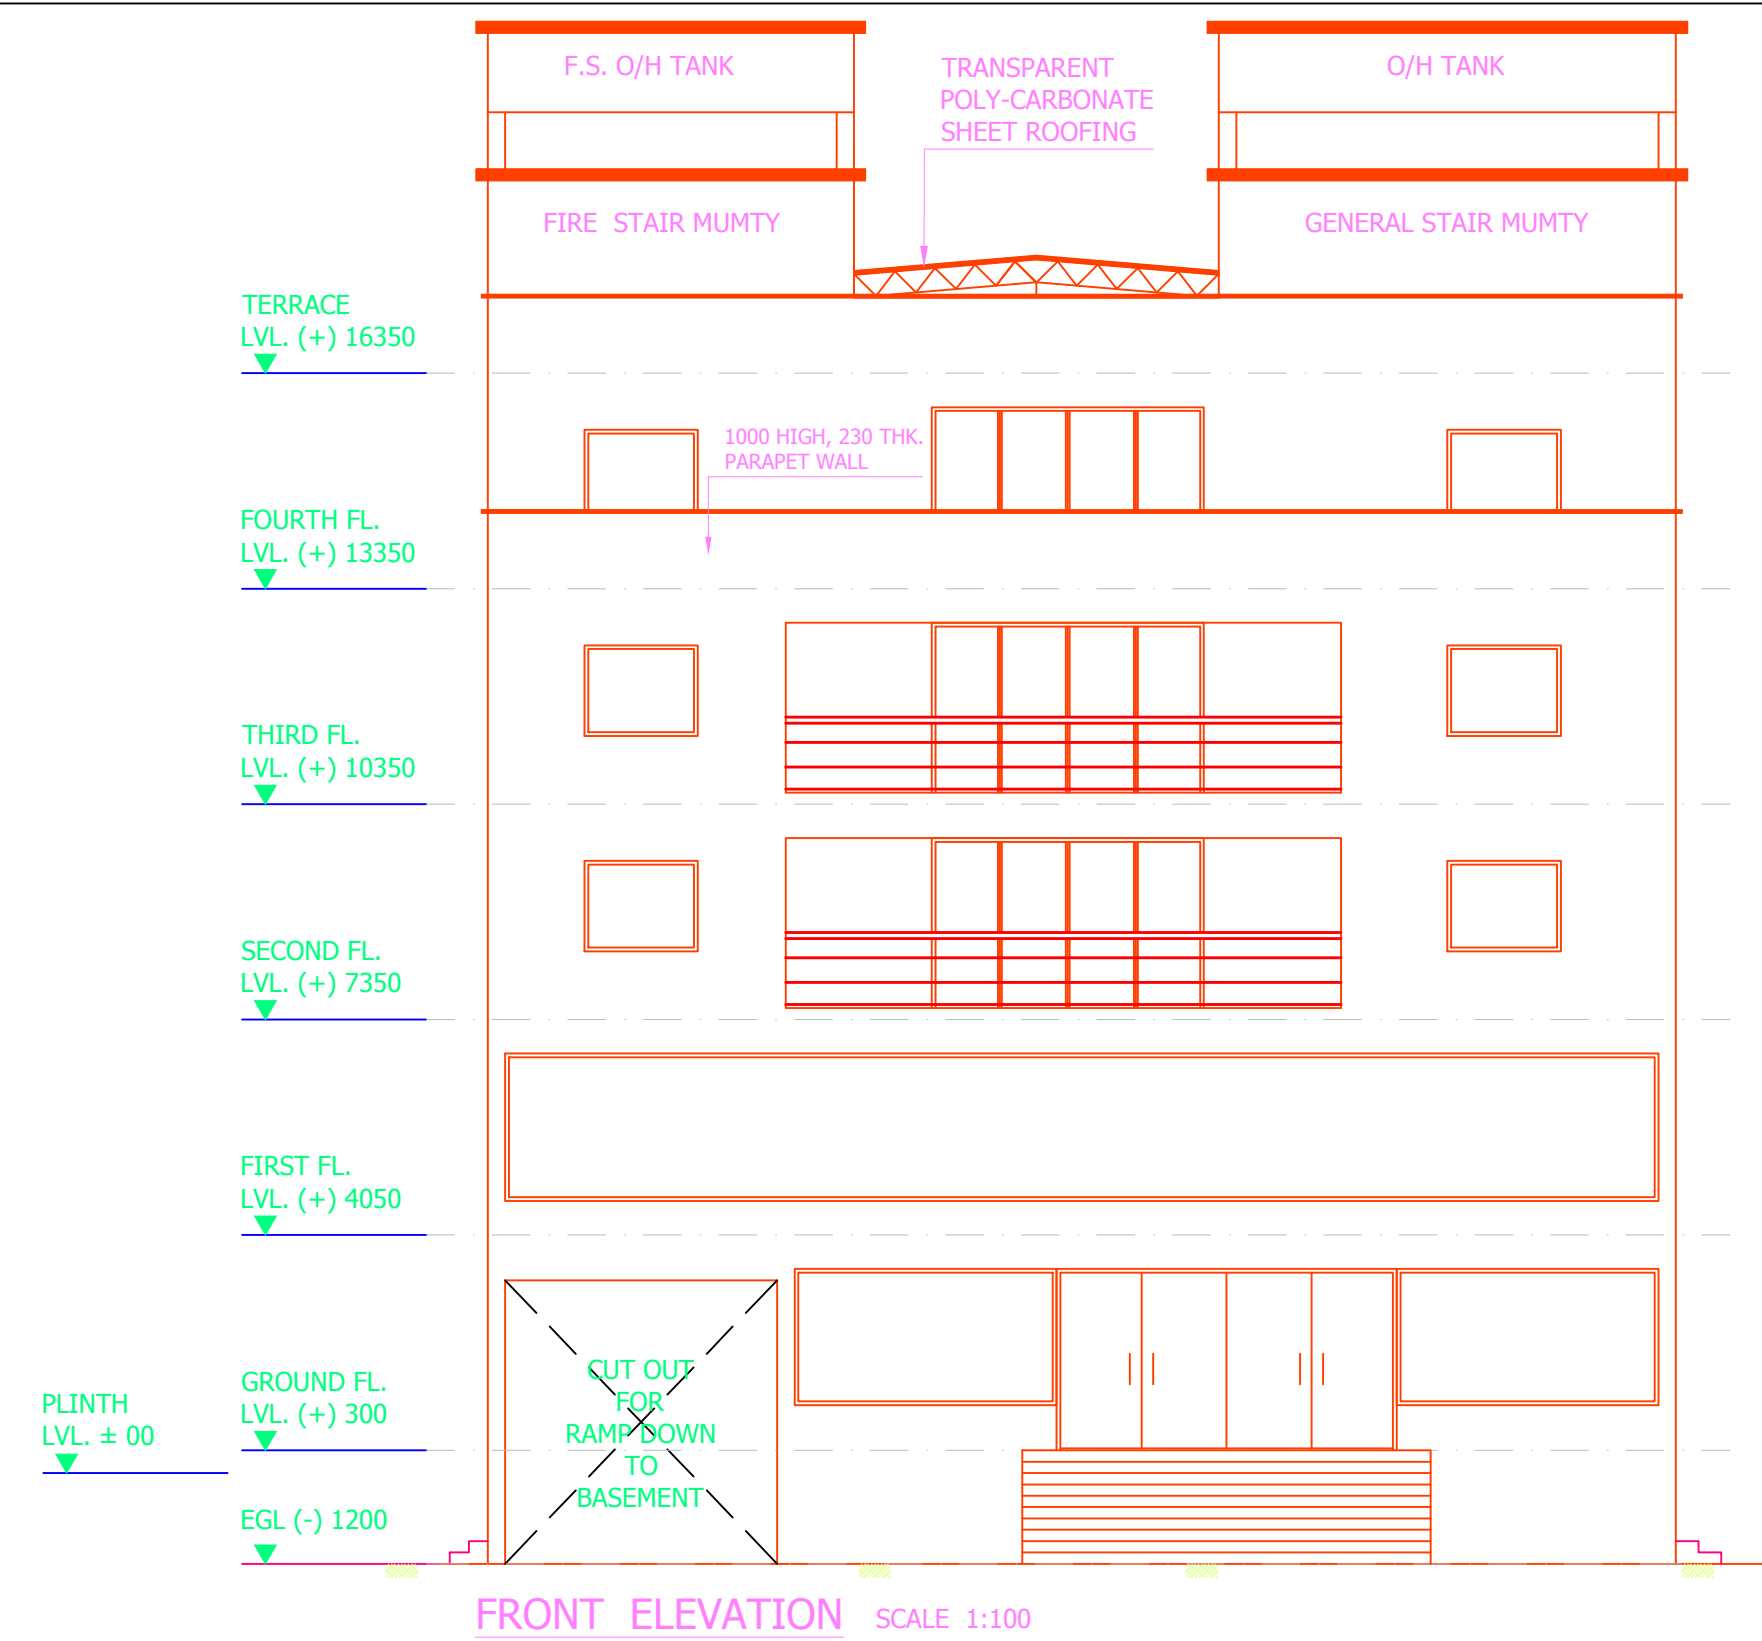 F.S. O/H TANK
TRANSPARENT
POLY-CARBONATE
SHEET ROOFING
O/H TANK
FIRE STAIR MUMTY
GENERAL STAIR MUMTY
TERRACE
LVL. (+) 16350
1000 HIGH, 230 THK.
PARAPET WALL
FOURTH FL.
LVL. (+) 13350
THIRD FL.
LVL. (+) 10350
SECOND FL.
LVL. (+) 7350
FIRST FL.
LVL. (+) 4050
GROUND FL.
LVL. (+) 300
PLINTH
LVL. ± 00
CUT OUT
FOR
RAMP DOWN
TO
BASEMENT
EGL (-) 1200
FRONT ELEVATION SCALE 1:100